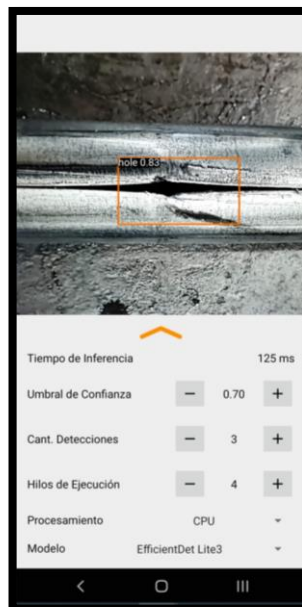 hole 0.83
Tiempo de Inferencia 125 ms
Umbral de Confianza − 0.70 +
Cant. Detecciones − 3 +
Hilos de Ejecución − 4 +
Procesamiento CPU
Modelo EfficientDet Lite3